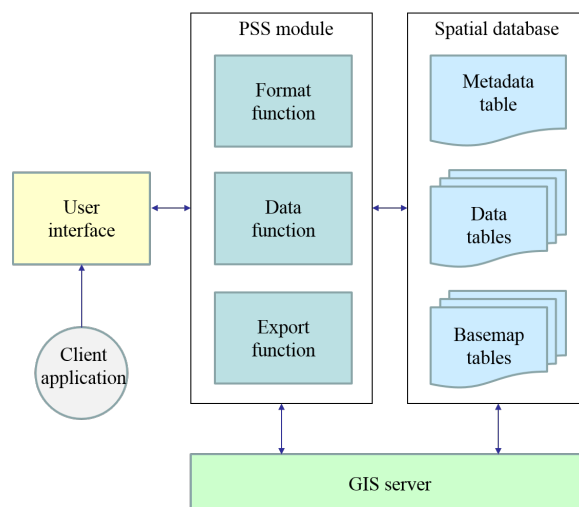 PSS module
Spatial database
Format
function
Metadata
table
User
interface
Data
function
Data
tables
Export
function
Basemap
tables
Client
application
GIS server